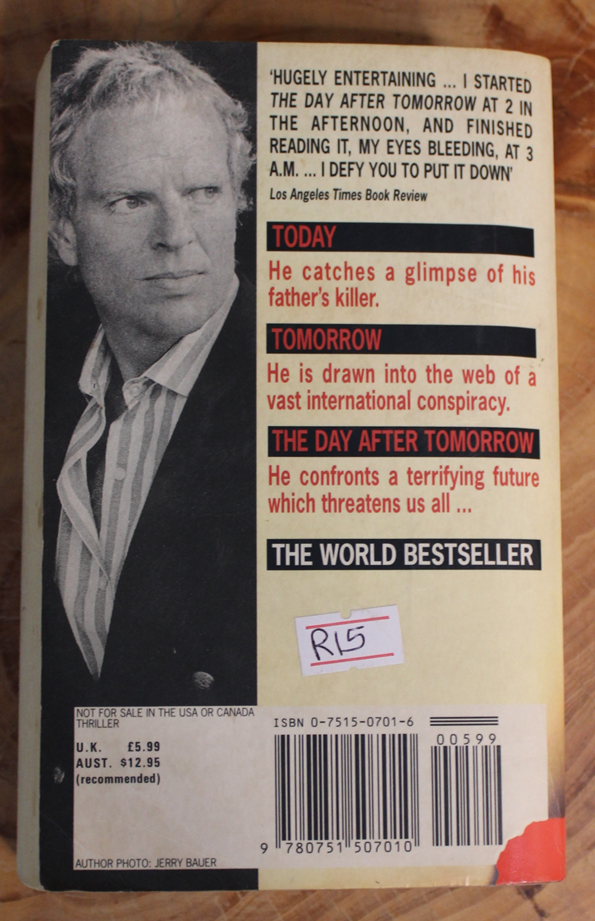 'HUGELY ENTERTAINING ... I STARTED
THE DAY AFTER TOMORROW AT 2 IN
THE AFTERNOON, AND FINISHED
READING IT, MY EYES BLEEDING, AT 3
A.M. ... I DEFY YOU TO PUT IT DOWN'
Los Angeles Times Book Review
TODAY
He catches a glimpse of his
father's killer.
TOMORROW
He is drawn into the web of a
vast international conspiracy.
THE DAY AFTER TOMORROW
He confronts a terrifying future
which threatens us all ...
THE WORLD BESTSELLER
R15
NOT FOR SALE IN THE USA OR CANADA
THRILLER
U.K. £5.99
AUST. $12.95
(recommended)
ISBN 0-7515-0701-6
00599
9 780751 507010
AUTHOR PHOTO: JERRY BAUER